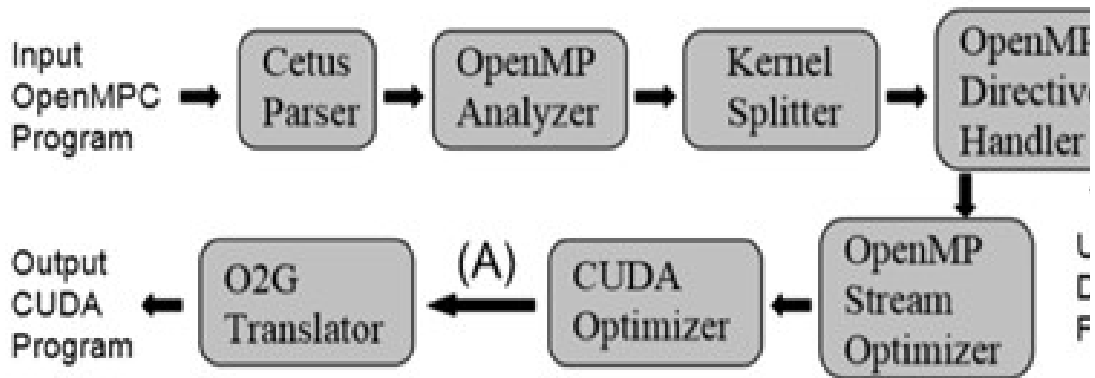 Input
OpenMPC
Program
Cetus
Parser
OpenMP
Analyzer
Kernel
Splitter
OpenMP
Directive
Handler
Output
CUDA
Program
O2G
Translator
(A)
CUDA
Optimizer
OpenMP
Stream
Optimizer